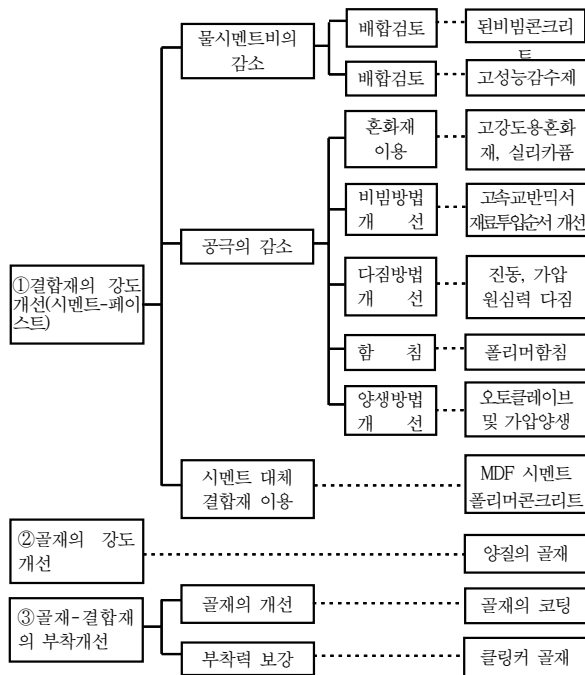 물시멘트비의
감소
배합검토
된비빔콘크리
트
배합검토
고성능감수제
혼화재
이용
고강도용혼화
재, 실리카품
비빔방법
개 선
고속교반믹서
재료투입순서 개선
공극의 감소
다짐방법
개 선
진동, 가압
원심력 다짐
①결합재의 강도
개선(시멘트-페이
스트)
함 침
폴리머함침
양생방법
개 선
오토클레이브
및 가압양생
시멘트 대체
결합재 이용
MDF 시멘트
폴리머콘크리트
②골재의 강도
개선
양질의 골재
③골재-결합재
의 부착개선
골재의 개선
골재의 코팅
부착력 보강
클링커 골재